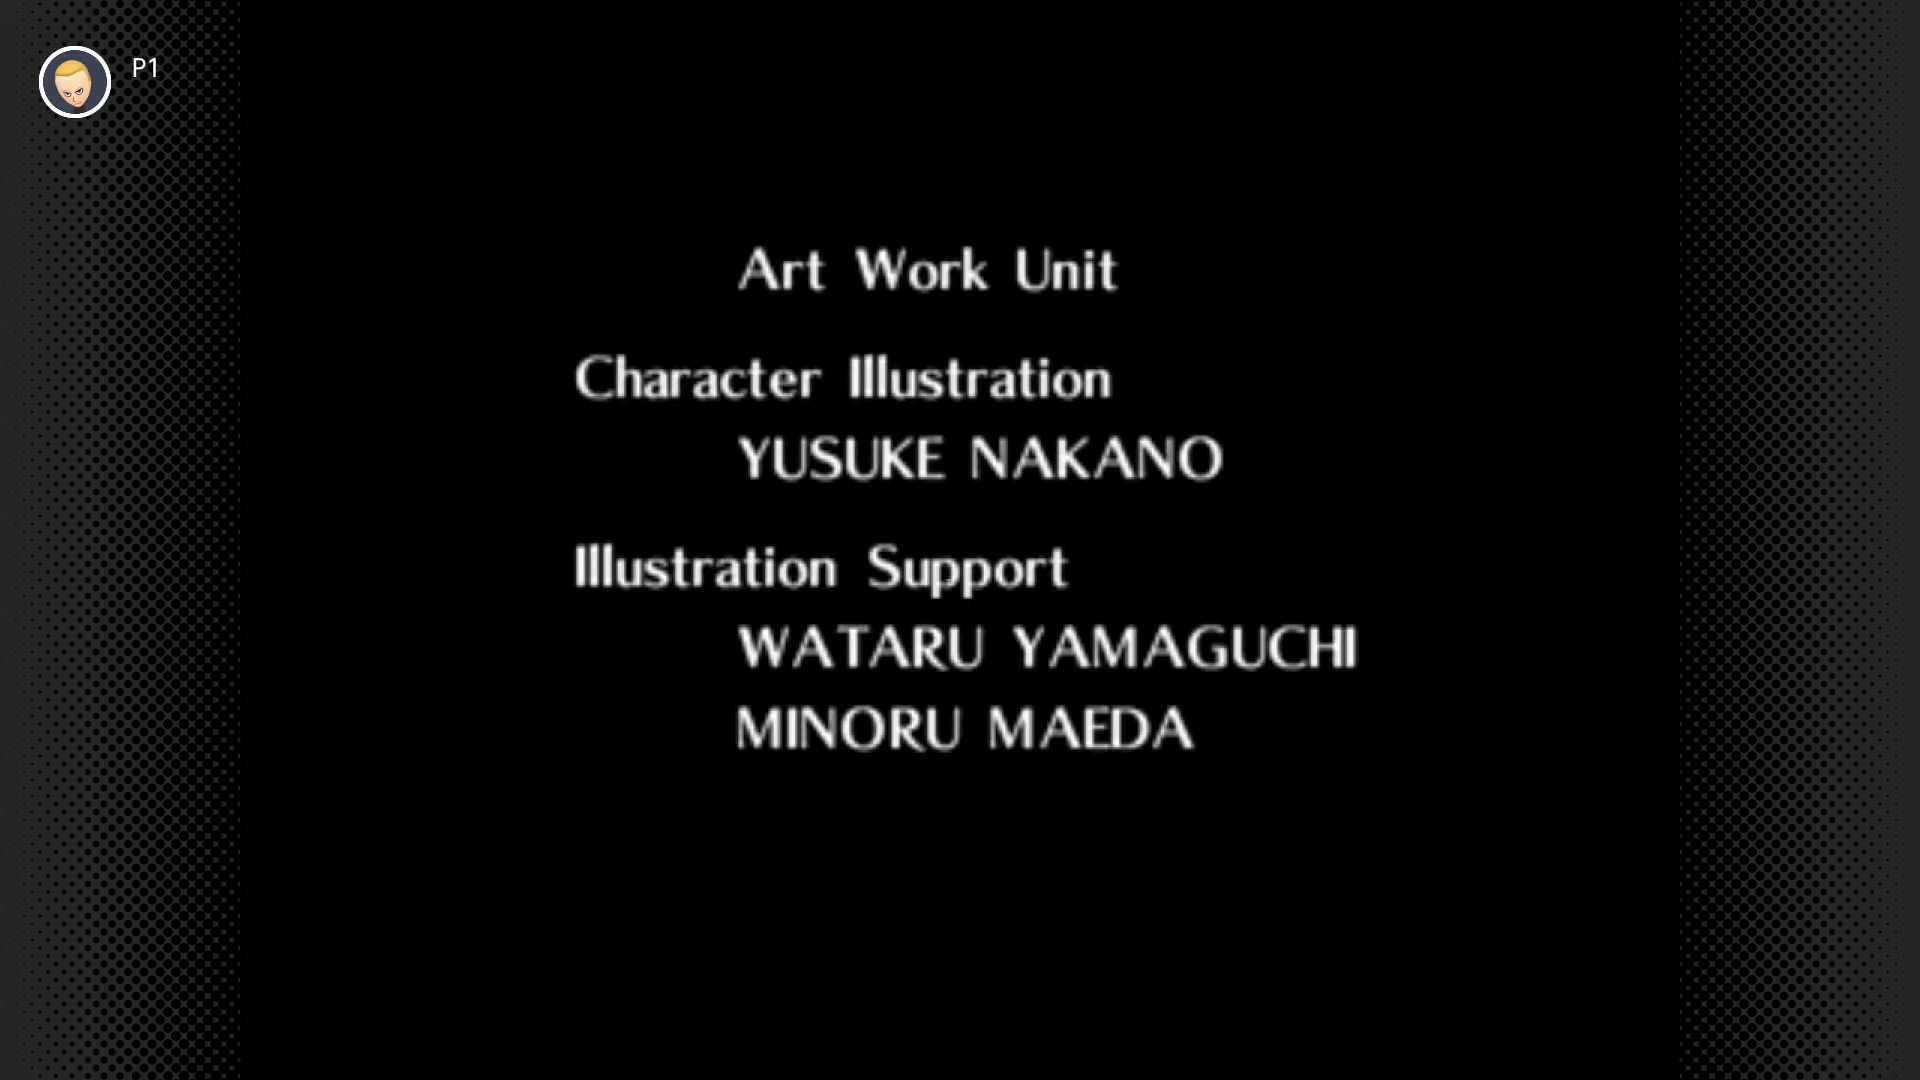 P1
Art Work Unit
Character Illustration
YUSUKE NAKANO
Illustration Support
WATARU YAMAGUCHI
MINORU MAEDA